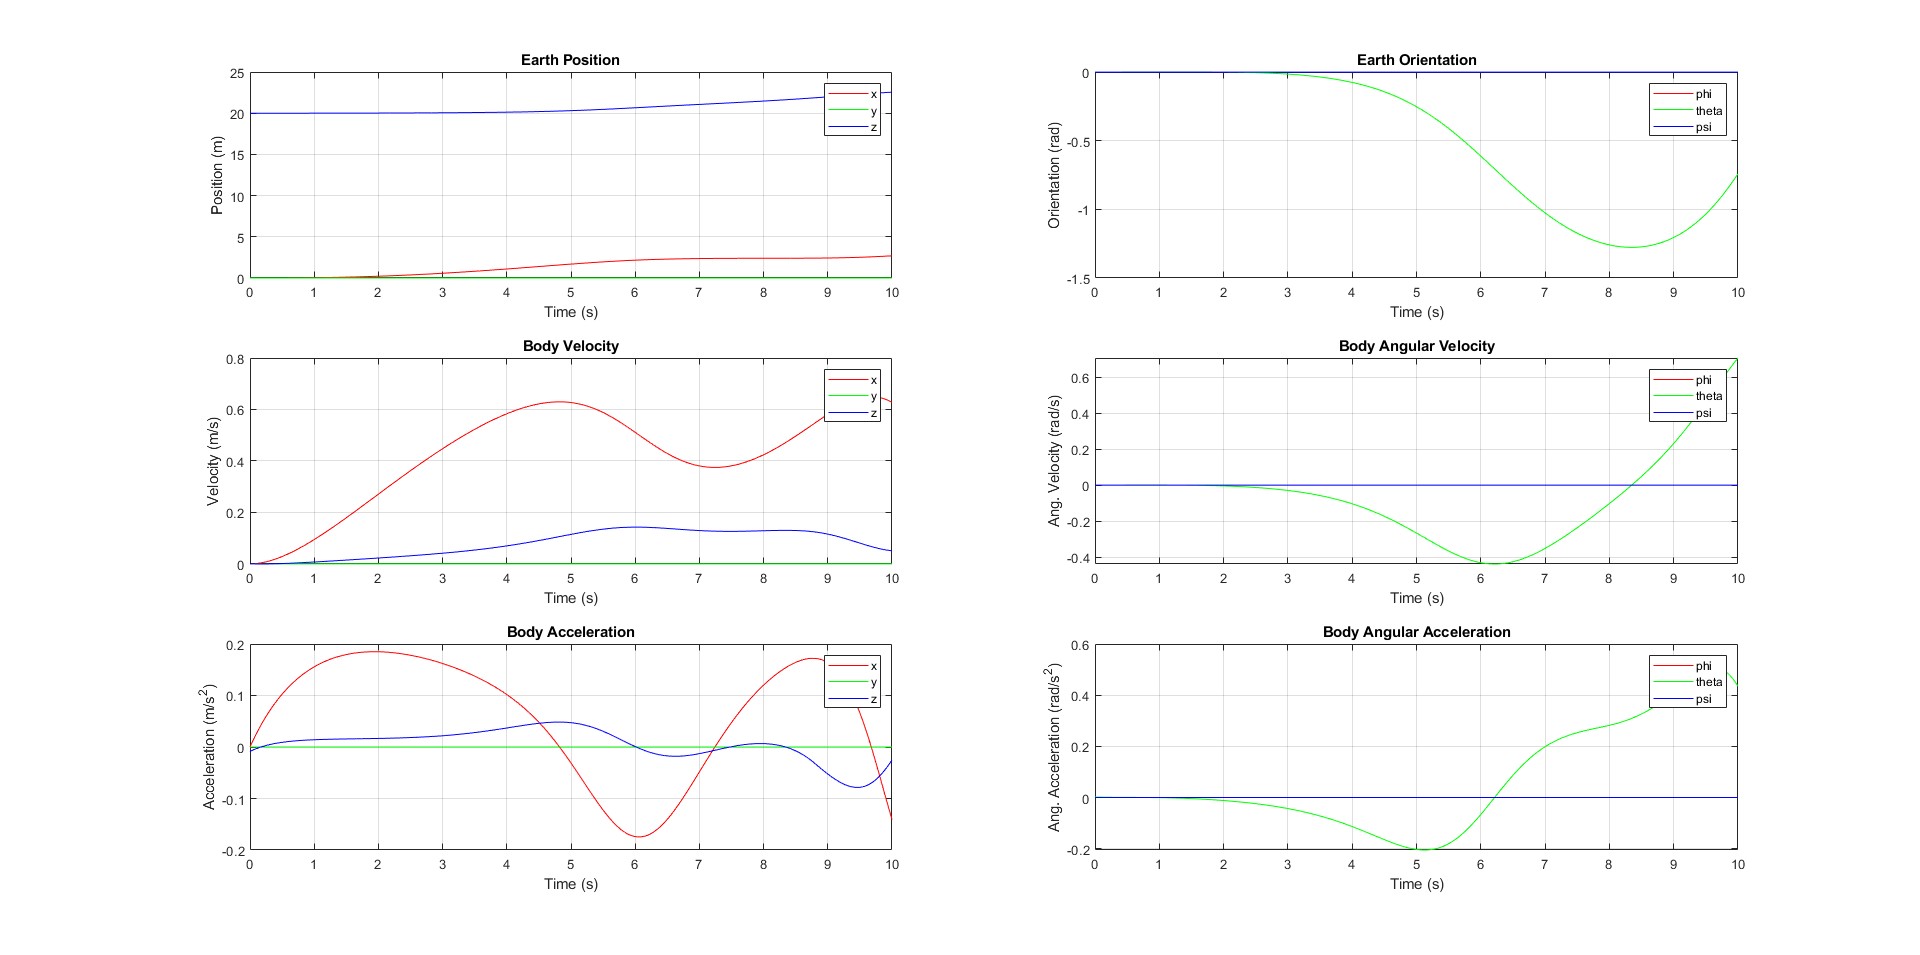 Earth Position
25
20
15
10
5
0
Position (m)
x
y
z
0 1 2 3 4 5 6 7 8 9 10
Time (s)
Earth Orientation
0
-0.5
-1
-1.5
Orientation (rad)
phi
theta
psi
0 1 2 3 4 5 6 7 8 9 10
Time (s)
Body Velocity
0.8
0.6
0.4
0.2
0
Velocity (m/s)
x
y
z
0 1 2 3 4 5 6 7 8 9 10
Time (s)
Body Angular Velocity
0.6
0.4
0.2
0
-0.2
-0.4
Ang. Velocity (rad/s)
phi
theta
psi
0 1 2 3 4 5 6 7 8 9 10
Time (s)
Body Acceleration
0.2
0.1
0
-0.1
-0.2
Acceleration (m/s²)
x
y
z
0 1 2 3 4 5 6 7 8 9 10
Time (s)
Body Angular Acceleration
0.6
0.4
0.2
0
-0.2
Ang. Acceleration (rad/s²)
phi
theta
psi
0 1 2 3 4 5 6 7 8 9 10
Time (s)